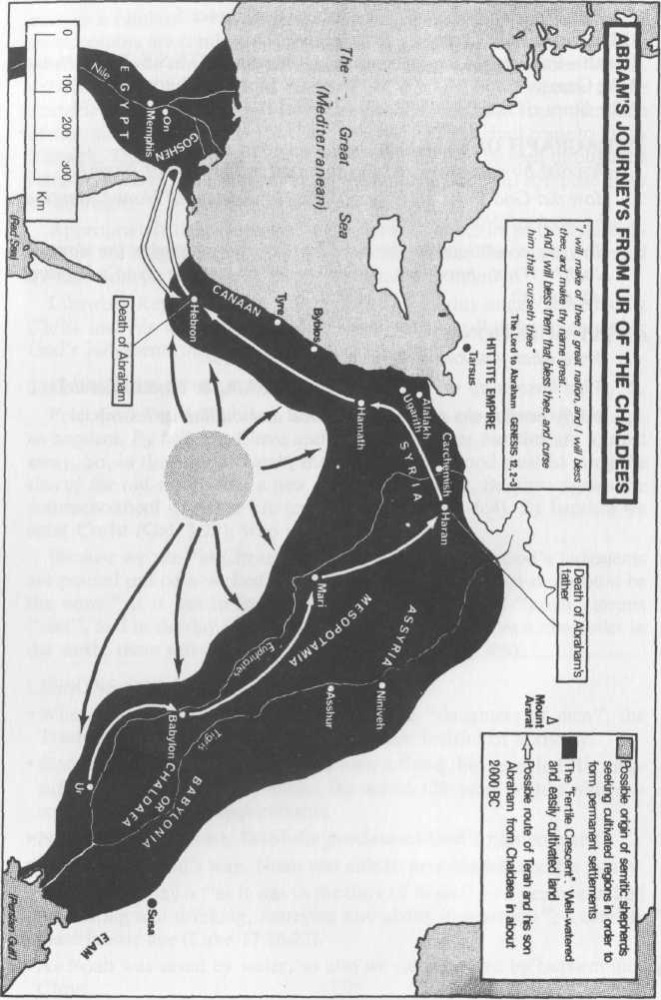 ABRAM'S JOURNEYS FROM UR OF THE CHALDEES
"I will make of thee a great nation, and I will bless
thee, and make thy name great....
And I will bless them that bless thee, and curse
him that curseth thee"
The Lord to Abraham GENESIS 12.2-3
Possible origin of semitic shepherds
seeking cultivated regions in order to
form permanent settlements
The "Fertile Crescent". Well-watered
and easily cultivated land
Possible route of Terah and his son
Abraham from Chaldaea in about
2000 BC
Mount
Ararat
Death of Abraham's
father
HITTITE EMPIRE
Tarsus
The Great Sea
(Mediterranean)
Alalakh
Ugarith
Carchemish
Haran
SYRIA
Hamath
ASSYRIA
Niniveh
Asshur
MESOPOTAMIA
Mari
Euphrates
Tigris
Byblos
Tyre
CANAAN
Hebron
Death of Abraham
Babylon
BABYLONIA
OR
CHALDAEA
Ur
Susa
ELAM
(Persian Gulf)
EGYPT
Nile
On
Memphis
GOSHEN
(Red Sea)
0 100 200 300 Km